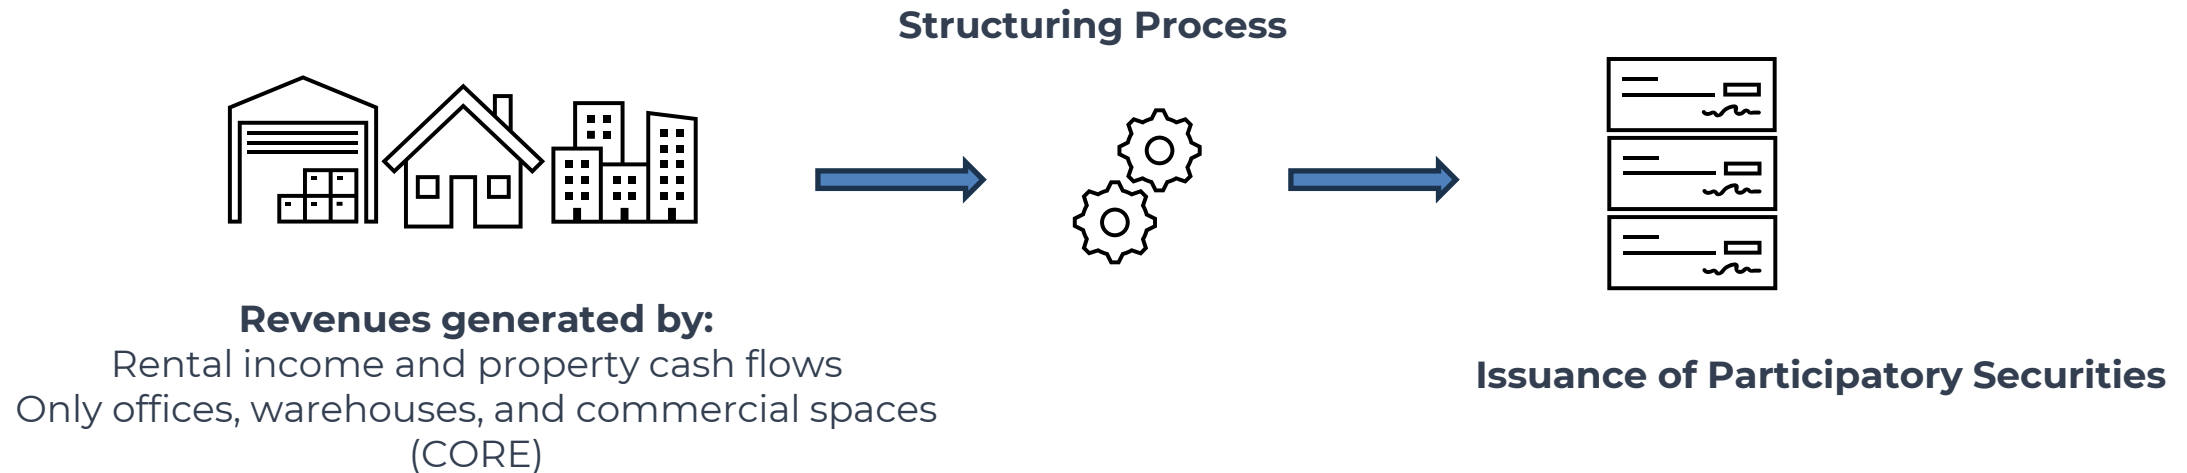 Structuring Process
Revenues generated by:
Rental income and property cash flows
Only offices, warehouses, and commercial spaces
(CORE)
Issuance of Participatory Securities